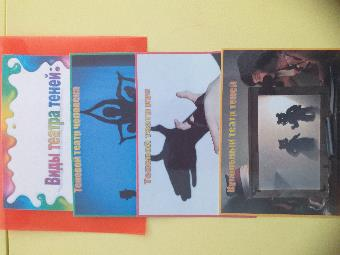 Виды театра теней:
Теневой театр человека
Теневой театр рук
Кукольный театр теней